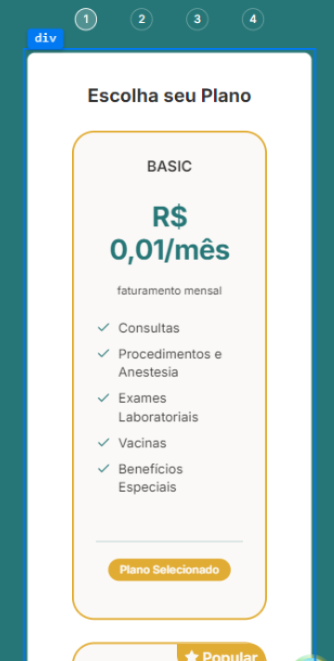 1 2 3 4
div
Escolha seu Plano
BASIC
R$
0,01/mês
faturamento mensal
Consultas
Procedimentos e
Anestesia
Exames
Laboratoriais
Vacinas
Benefícios
Especiais
Plano Selecionado
Popular